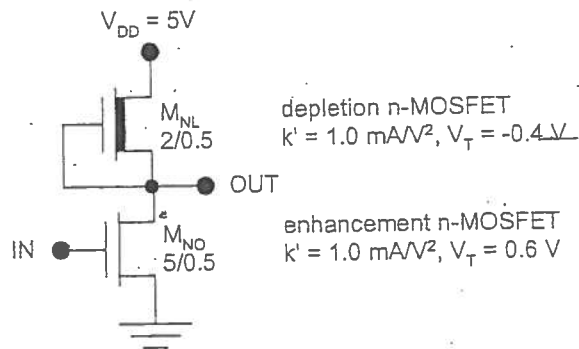 V_DD = 5V
M_NL
2/0.5
depletion n-MOSFET
k' = 1.0 mA/V², V_T = -0.4 V
OUT
IN
M_NO
5/0.5
enhancement n-MOSFET
k' = 1.0 mA/V², V_T = 0.6 V